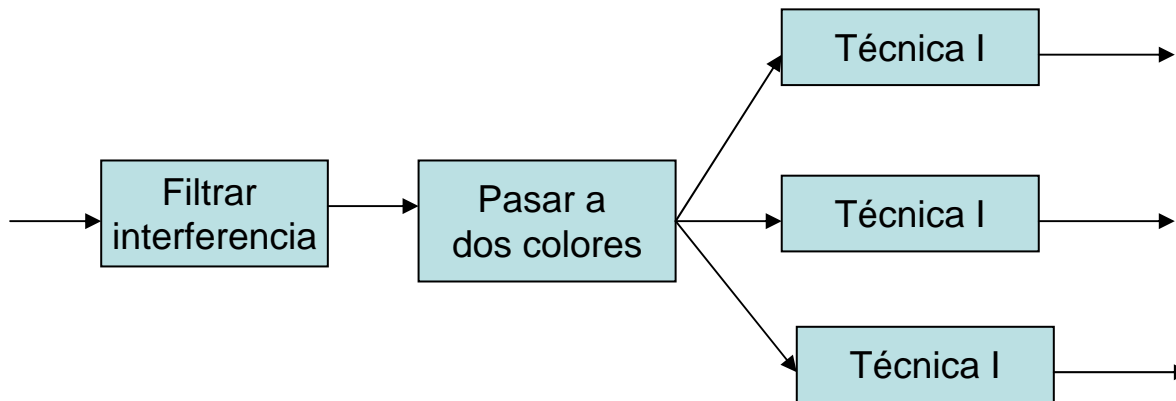 Filtrar
interferencia
Pasar a
dos colores
Técnica I
Técnica I
Técnica I